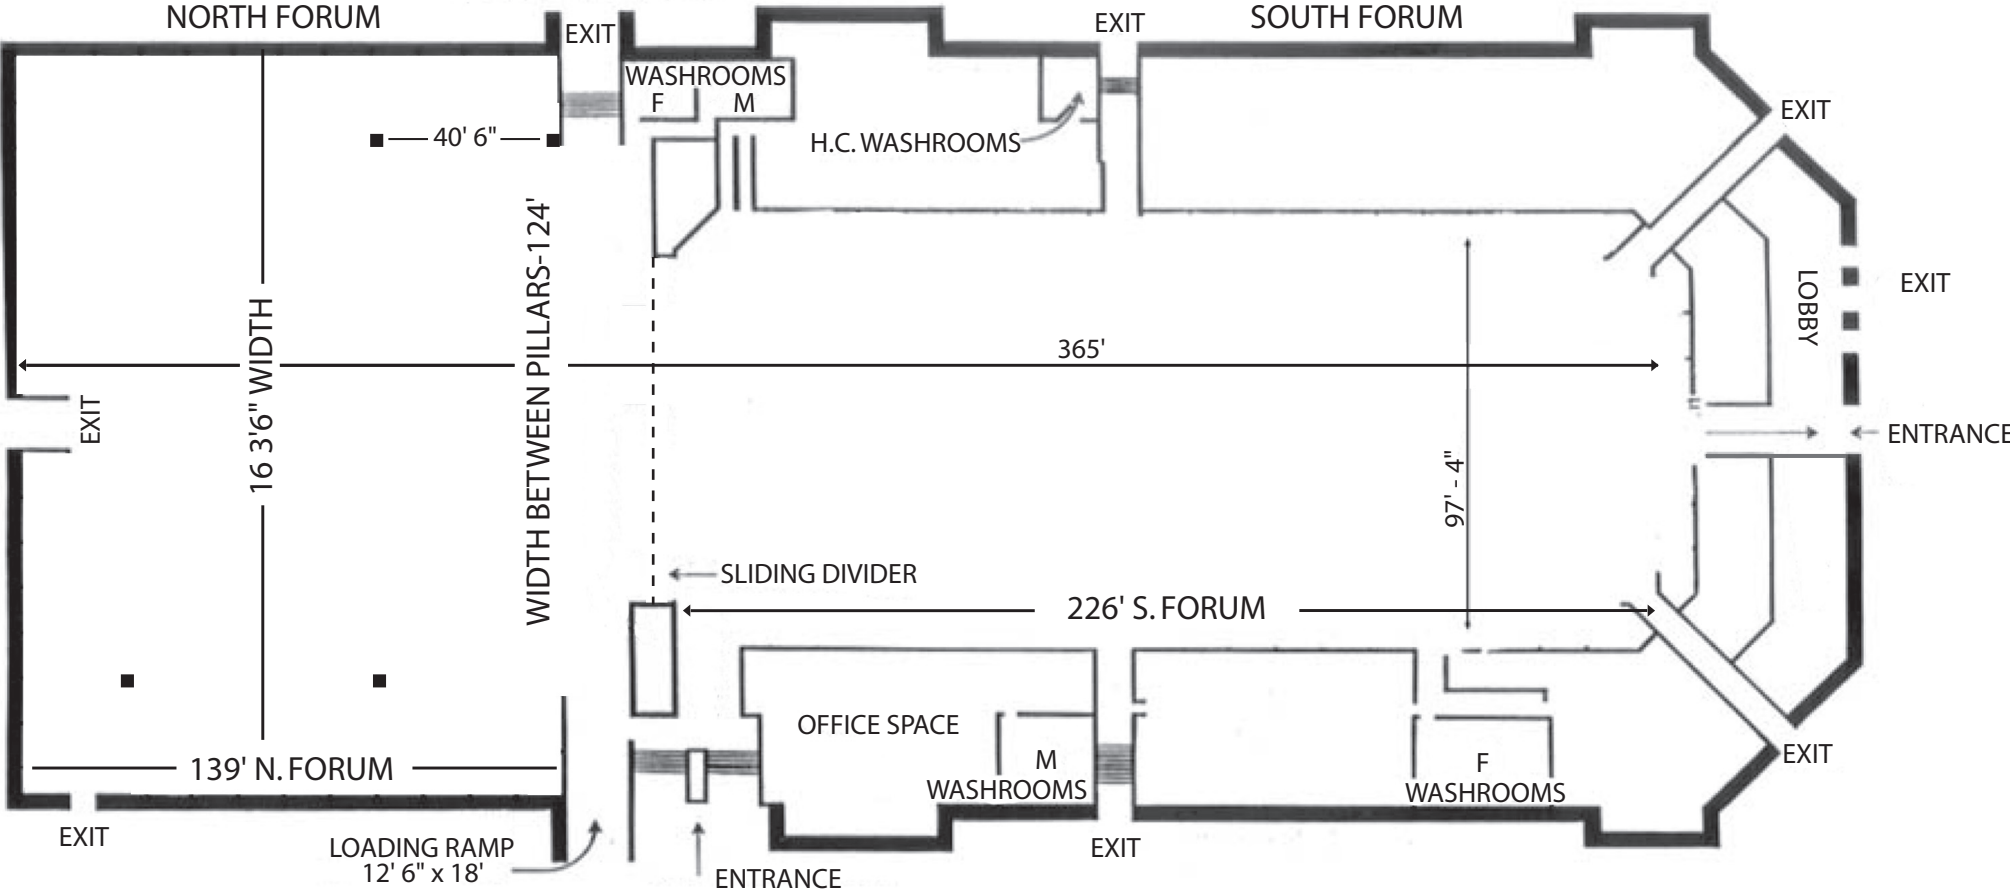 NORTH FORUM
EXIT
EXIT
SOUTH FORUM
WASHROOMS
F
M
EXIT
40' 6"
H.C. WASHROOMS
WIDTH BETWEEN PILLARS-124'
16 3'6" WIDTH
LOBBY
EXIT
365'
EXIT
97' - 4"
ENTRANCE
SLIDING DIVIDER
226' S. FORUM
OFFICE SPACE
M
WASHROOMS
F
WASHROOMS
EXIT
139' N. FORUM
EXIT
LOADING RAMP
12' 6" x 18'
ENTRANCE
EXIT